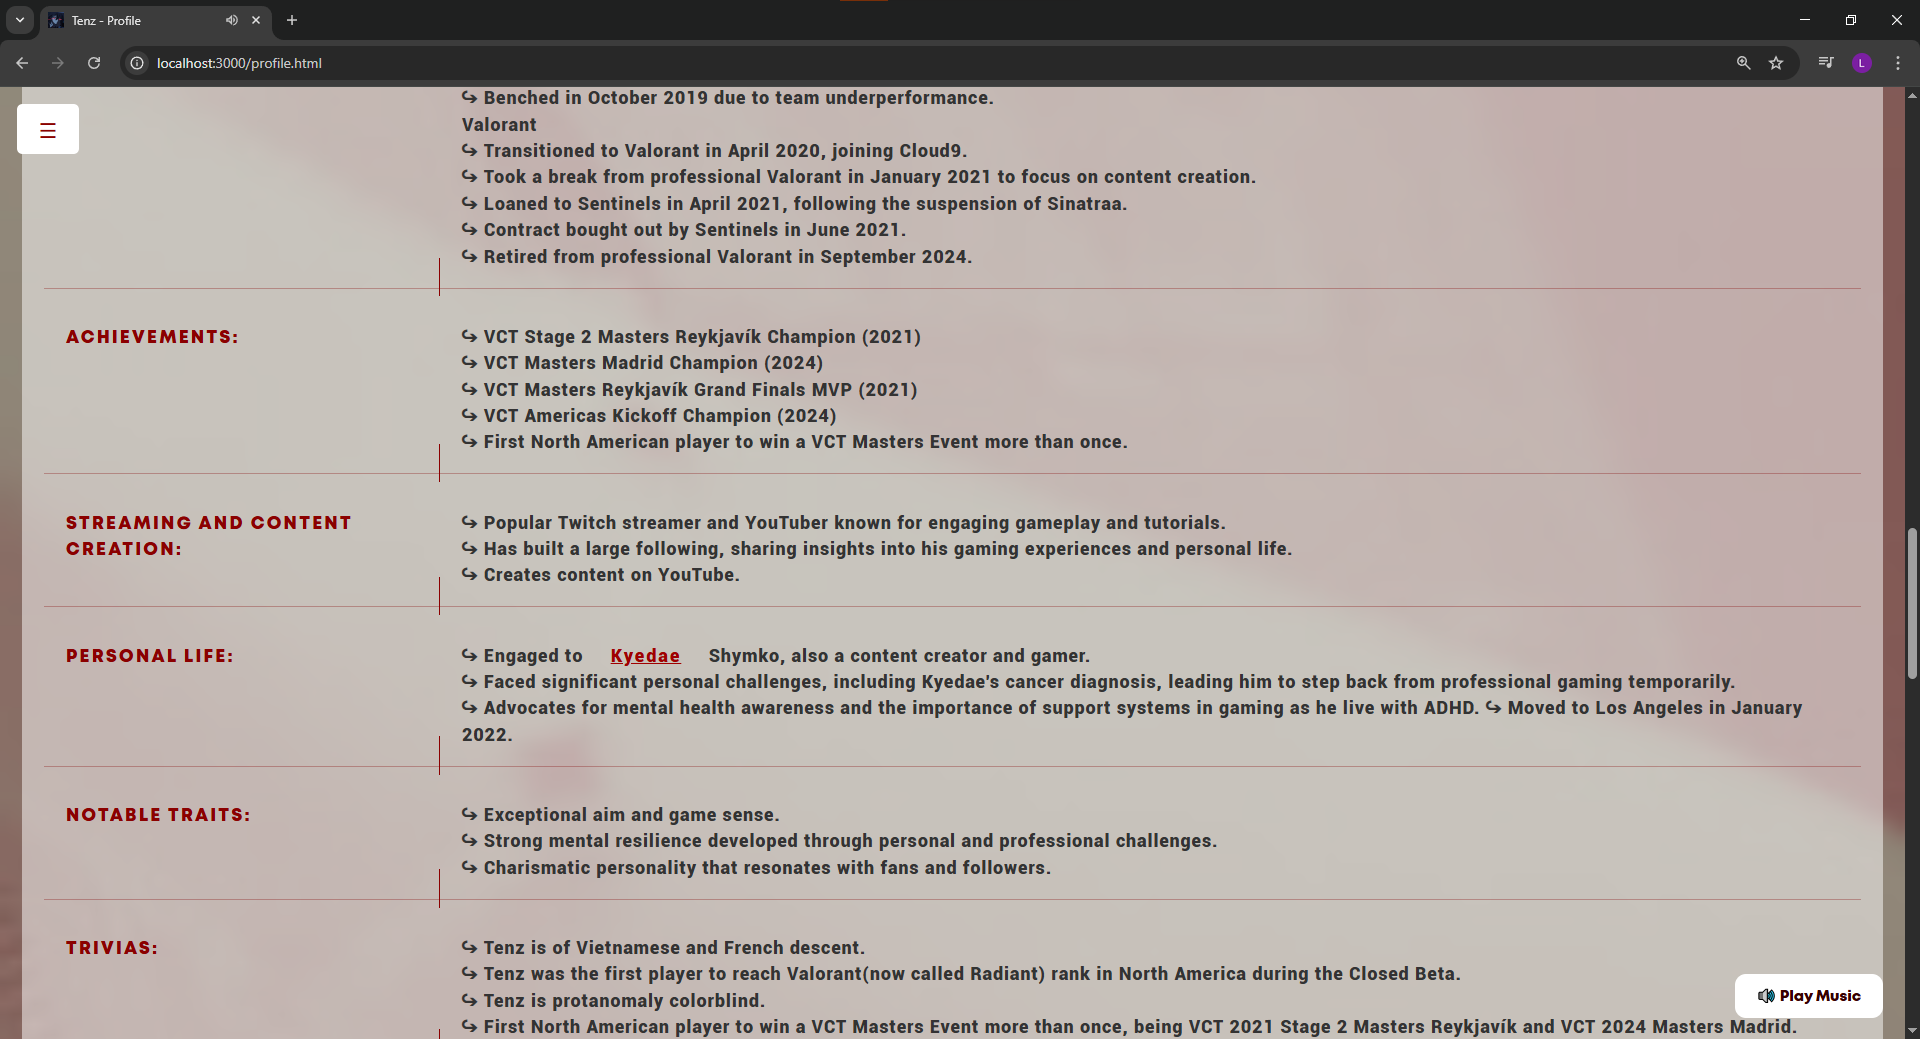 Tenz - Profile
localhost:3000/profile.html
L
☰
↪ Benched in October 2019 due to team underperformance.
Valorant
↪ Transitioned to Valorant in April 2020, joining Cloud9.
↪ Took a break from professional Valorant in January 2021 to focus on content creation.
↪ Loaned to Sentinels in April 2021, following the suspension of Sinatraa.
↪ Contract bought out by Sentinels in June 2021.
↪ Retired from professional Valorant in September 2024.
ACHIEVEMENTS:
↪ VCT Stage 2 Masters Reykjavík Champion (2021)
↪ VCT Masters Madrid Champion (2024)
↪ VCT Masters Reykjavík Grand Finals MVP (2021)
↪ VCT Americas Kickoff Champion (2024)
↪ First North American player to win a VCT Masters Event more than once.
STREAMING AND CONTENT
CREATION:
↪ Popular Twitch streamer and YouTuber known for engaging gameplay and tutorials.
↪ Has built a large following, sharing insights into his gaming experiences and personal life.
↪ Creates content on YouTube.
PERSONAL LIFE:
↪ Engaged to Kyedae Shymko, also a content creator and gamer.
↪ Faced significant personal challenges, including Kyedae's cancer diagnosis, leading him to step back from professional gaming temporarily.
↪ Advocates for mental health awareness and the importance of support systems in gaming as he live with ADHD. ↪ Moved to Los Angeles in January
2022.
NOTABLE TRAITS:
↪ Exceptional aim and game sense.
↪ Strong mental resilience developed through personal and professional challenges.
↪ Charismatic personality that resonates with fans and followers.
TRIVIAS:
↪ Tenz is of Vietnamese and French descent.
↪ Tenz was the first player to reach Valorant(now called Radiant) rank in North America during the Closed Beta.
↪ Tenz is protanomaly colorblind.
↪ First North American player to win a VCT Masters Event more than once, being VCT 2021 Stage 2 Masters Reykjavík and VCT 2024 Masters Madrid.
🔊 Play Music